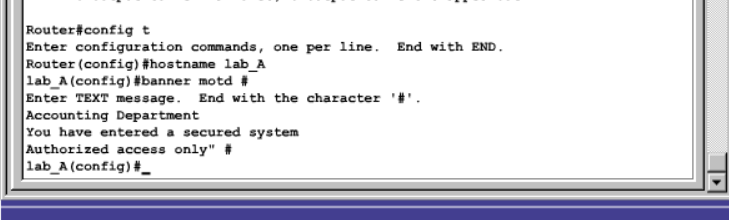 Router#config t
Enter configuration commands, one per line.  End with END.
Router(config)#hostname lab_A
lab_A(config)#banner motd #
Enter TEXT message.  End with the character '#'.
Accounting Department
You have entered a secured system
Authorized access only" #
lab_A(config)#_